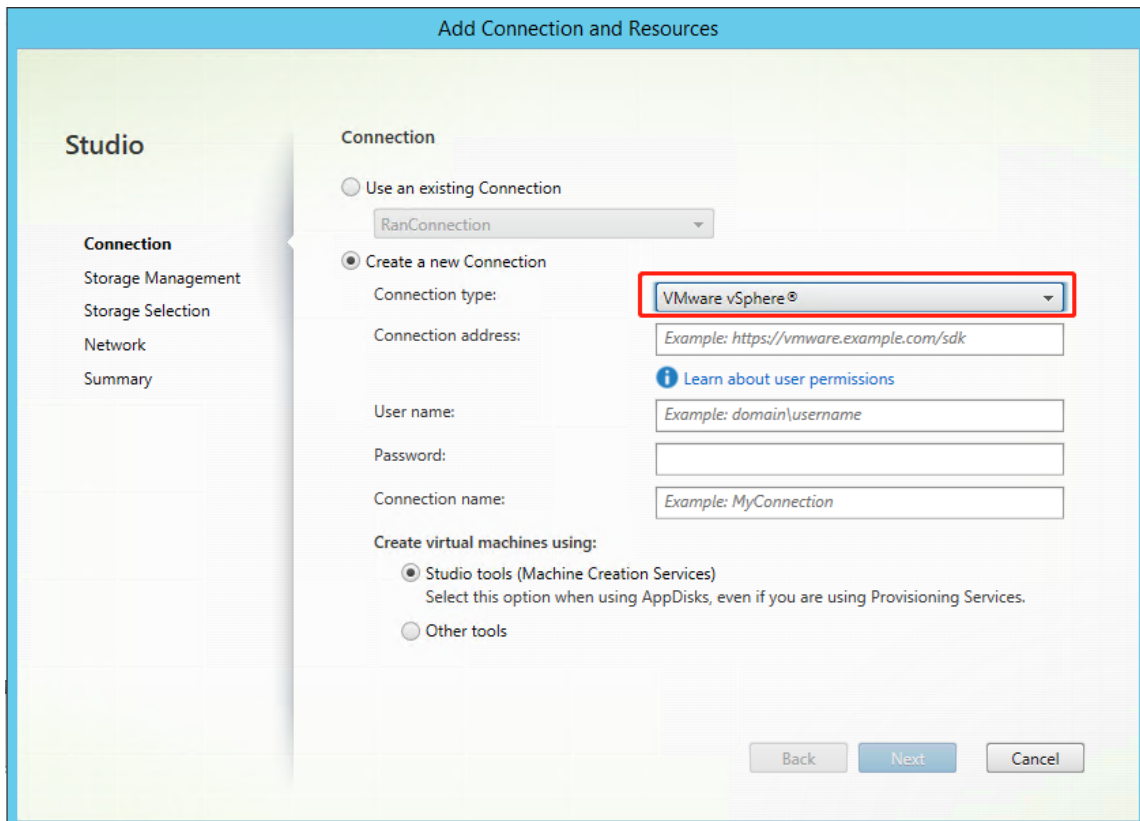 Add Connection and Resources
Studio
Connection
Storage Management
Storage Selection
Network
Summary
Connection
Use an existing Connection
RanConnection
Create a new Connection
Connection type:
VMware vSphere®
Connection address:
Example: https://vmware.example.com/sdk
Learn about user permissions
User name:
Example: domain\username
Password:
Connection name:
Example: MyConnection
Create virtual machines using:
Studio tools (Machine Creation Services)
Select this option when using AppDisks, even if you are using Provisioning Services.
Other tools
Back
Next
Cancel